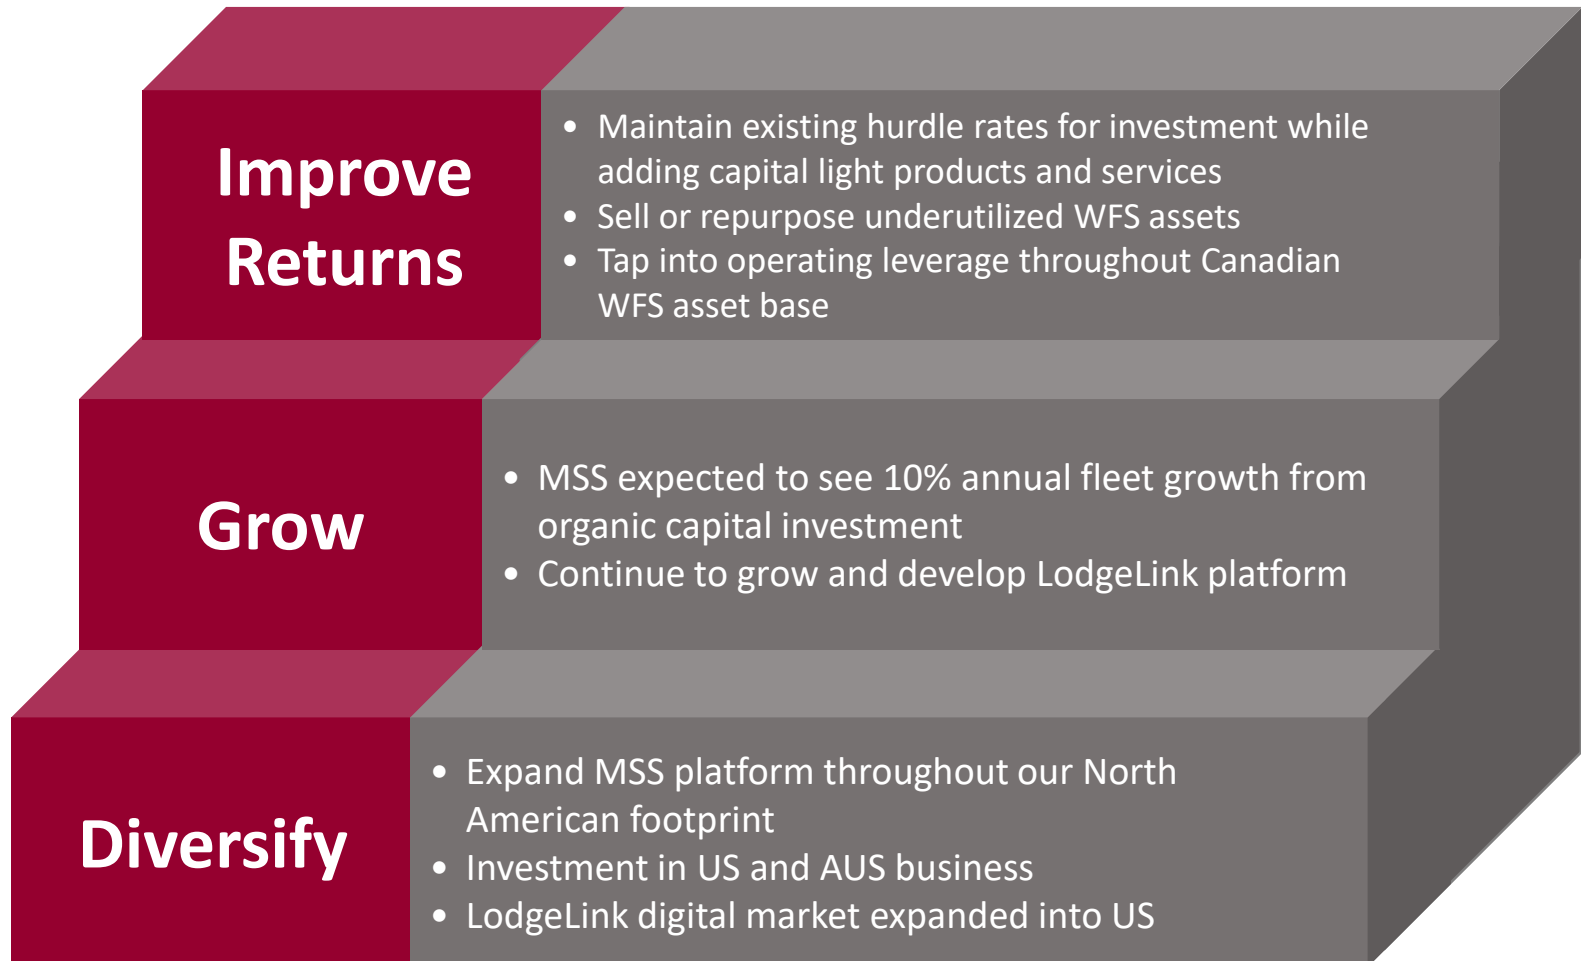 Improve
Returns
• Maintain existing hurdle rates for investment while
adding capital light products and services
• Sell or repurpose underutilized WFS assets
• Tap into operating leverage throughout Canadian
WFS asset base
Grow
• MSS expected to see 10% annual fleet growth from
organic capital investment
• Continue to grow and develop LodgeLink platform
Diversify
• Expand MSS platform throughout our North
American footprint
• Investment in US and AUS business
• LodgeLink digital market expanded into US